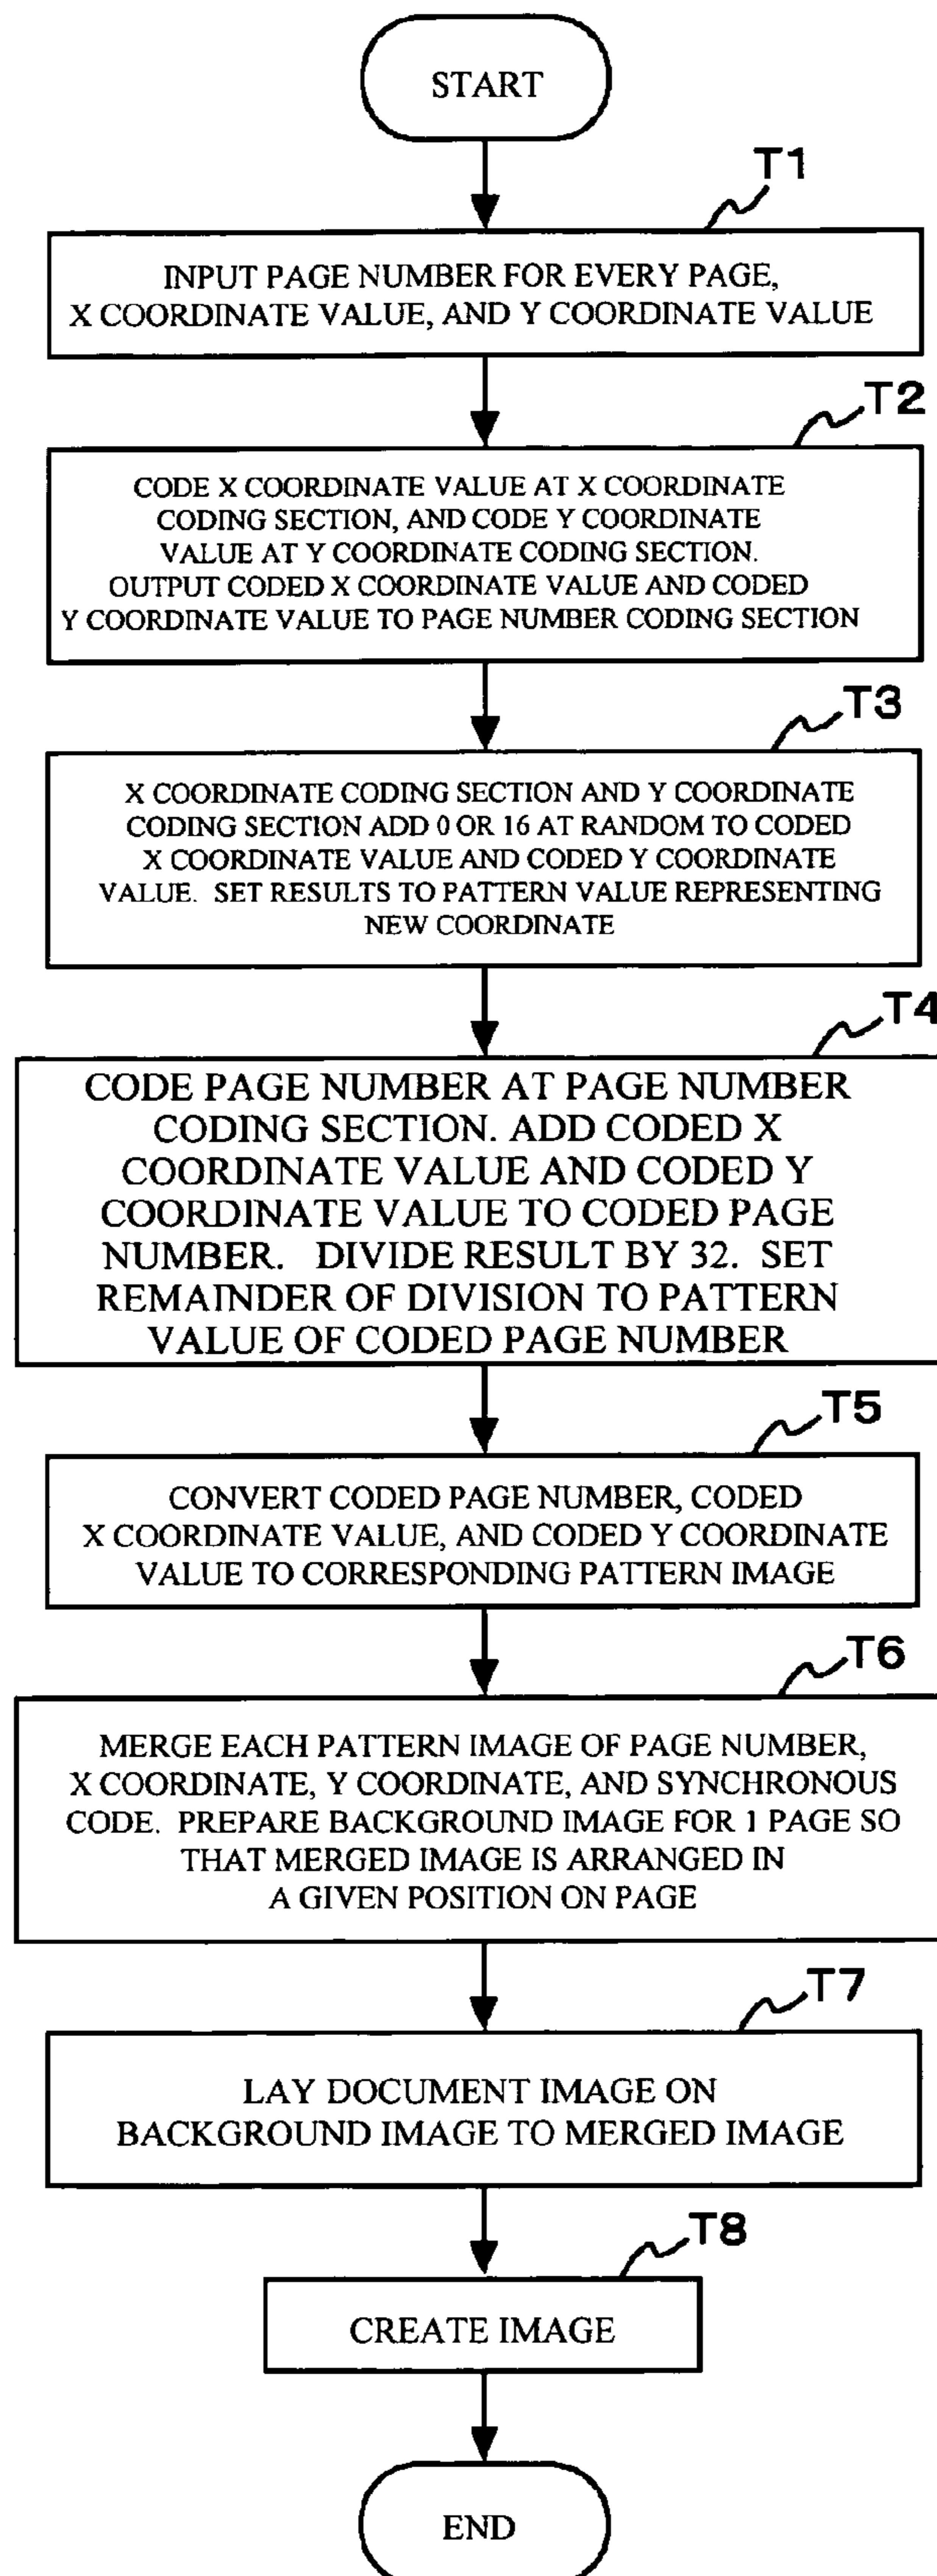 START
T1
INPUT PAGE NUMBER FOR EVERY PAGE,
X COORDINATE VALUE, AND Y COORDINATE VALUE
T2
CODE X COORDINATE VALUE AT X COORDINATE
CODING SECTION, AND CODE Y COORDINATE
VALUE AT Y COORDINATE CODING SECTION.
OUTPUT CODED X COORDINATE VALUE AND CODED
Y COORDINATE VALUE TO PAGE NUMBER CODING SECTION
T3
X COORDINATE CODING SECTION AND Y COORDINATE
CODING SECTION ADD 0 OR 16 AT RANDOM TO CODED
X COORDINATE VALUE AND CODED Y COORDINATE
VALUE. SET RESULTS TO PATTERN VALUE REPRESENTING
NEW COORDINATE
T4
CODE PAGE NUMBER AT PAGE NUMBER
CODING SECTION. ADD CODED X
COORDINATE VALUE AND CODED Y
COORDINATE VALUE TO CODED PAGE
NUMBER. DIVIDE RESULT BY 32. SET
REMAINDER OF DIVISION TO PATTERN
VALUE OF CODED PAGE NUMBER
T5
CONVERT CODED PAGE NUMBER, CODED
X COORDINATE VALUE, AND CODED Y COORDINATE
VALUE TO CORRESPONDING PATTERN IMAGE
T6
MERGE EACH PATTERN IMAGE OF PAGE NUMBER,
X COORDINATE, Y COORDINATE, AND SYNCHRONOUS
CODE. PREPARE BACKGROUND IMAGE FOR 1 PAGE SO
THAT MERGED IMAGE IS ARRANGED IN
A GIVEN POSITION ON PAGE
T7
LAY DOCUMENT IMAGE ON
BACKGROUND IMAGE TO MERGED IMAGE
T8
CREATE IMAGE
END